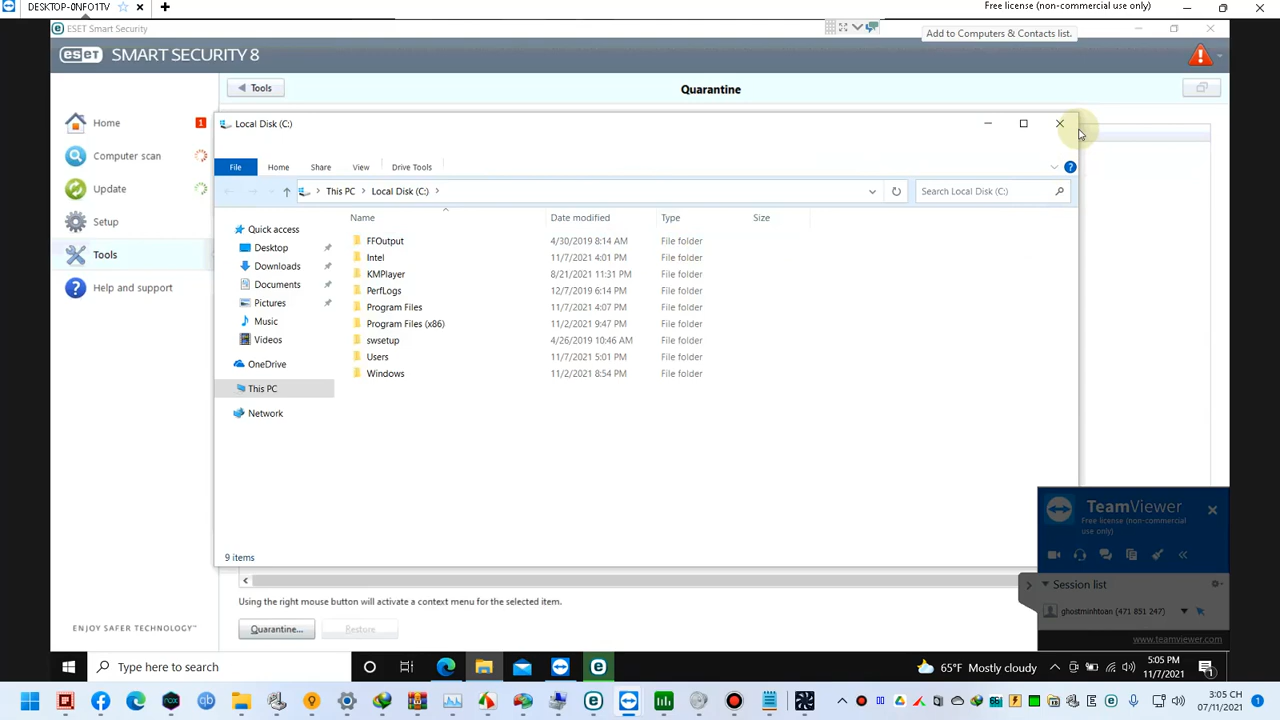 DESKTOP-0NFO1TV
Free license (non-commercial use only)
ESET Smart Security
Add to Computers & Contacts list.
eset SMART SECURITY 8
Tools
Quarantine
Home
1
Computer scan
Update
Setup
Tools
Help and support
Local Disk (C:)
File Home Share View Drive Tools
This PC > Local Disk (C:) >
Search Local Disk (C:)
Name Date modified Type Size
Quick access
Desktop
Downloads
Documents
Pictures
Music
Videos
OneDrive
This PC
Network
FFOutput 4/30/2019 8:14 AM File folder
Intel 11/7/2021 4:01 PM File folder
KMPlayer 8/21/2021 11:31 PM File folder
PerfLogs 12/7/2019 6:14 PM File folder
Program Files 11/7/2021 4:07 PM File folder
Program Files (x86) 11/2/2021 9:47 PM File folder
swsetup 4/26/2019 10:46 AM File folder
Users 11/7/2021 5:01 PM File folder
Windows 11/2/2021 8:54 PM File folder
9 items
TeamViewer
Free license (non-commercial
use only)
Session list
ghostminhtoan (471 851 247)
www.teamviewer.com
Using the right mouse button will activate a context menu for the selected item.
Quarantine... Restore
ENJOY SAFER TECHNOLOGY™
Type here to search
65°F Mostly cloudy
5:05 PM
11/7/2021
1
3:05 CH
07/11/2021
1